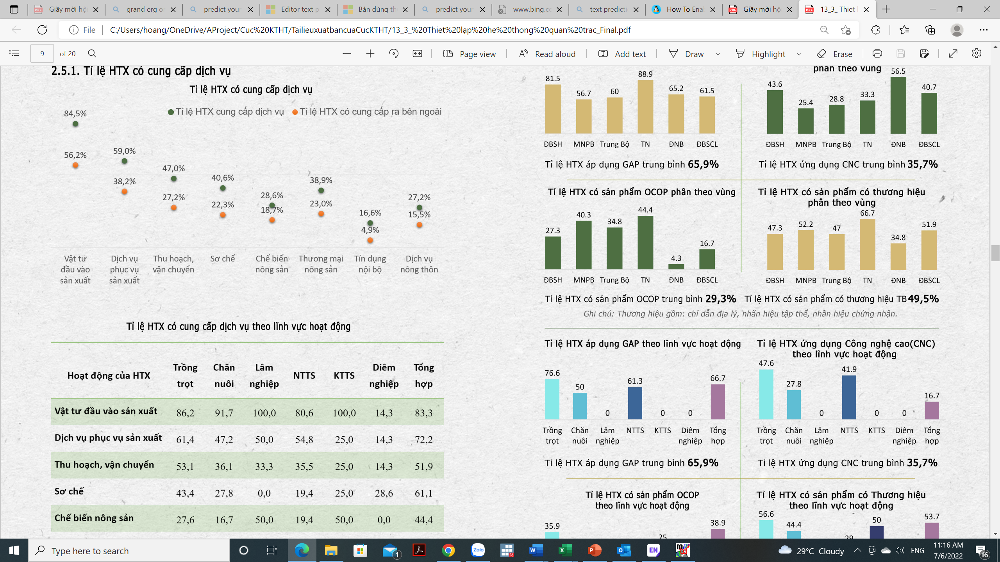 Giầy mời hộ
grand erg o
predict your
Editor text p
Bản dùng th
predict your
www.bing.co
text predicti
How To Enal
Giầy mời hộ
13_3_ Thiet l
File
C:/Users/hoang/OneDrive/AProject/Cuc%20KTHT/TailieuxuatbancuaCucKTHT/13_3_%20Thiet%20lạp%20he%20thong%20quan%20trac_Final.pdf
9 of 20
Page view
Read aloud
Add text
Draw
Highlight
Erase
2.5.1. Tỉ lệ HTX có cung cấp dịch vụ
Tỉ lệ HTX có cung cấp dịch vụ
Tỉ lệ HTX cung cấp dịch vụ
Tỉ lệ HTX có cung cấp ra bên ngoài
84,5%
56,2%
59,0%
38,2%
47,0%
27,2%
40,6%
22,3%
28,6%
18,7%
38,9%
23,0%
16,6%
4,9%
27,2%
15,5%
Vật tư
đầu vào
sản xuất
Dịch vụ
phục vụ
sản xuất
Thu hoạch,
vận chuyển
Sơ chế
Chế biến
nông sản
Thương mại
nông sản
Tín dụng
nội bộ
Dịch vụ
nông thôn
Tỉ lệ HTX có cung cấp dịch vụ theo lĩnh vực hoạt động
Hoạt động của HTX Trồng trọt Chăn nuôi Lâm nghiệp NTTS KTTS Diêm nghiệp Tổng hợp
Vật tư đầu vào sản xuất 86,2 91,7 100,0 80,6 100,0 14,3 83,3
Dịch vụ phục vụ sản xuất 61,4 47,2 50,0 54,8 25,0 14,3 72,2
Thu hoạch, vận chuyển 53,1 36,1 33,3 35,5 25,0 14,3 51,9
Sơ chế 43,4 27,8 0,0 19,4 25,0 28,6 61,1
Chế biến nông sản 27,6 16,7 50,0 19,4 50,0 0,0 44,4
81.5 56.7 60 88.9 65.2 61.5
ĐBSH MNPB Trung Bộ TN ĐNB ĐBSCL
Tỉ lệ HTX áp dụng GAP trung bình 65,9%
phân theo vùng
43.6 25.4 28.8 33.3 56.5 40.7
ĐBSH MNPB Trung Bộ TN ĐNB ĐBSCL
Tỉ lệ HTX ứng dụng CNC trung bình 35,7%
Tỉ lệ HTX có sản phẩm OCOP phân theo vùng
27.3 40.3 34.8 44.4 4.3 16.7
ĐBSH MNPB Trung Bộ TN ĐNB ĐBSCL
Tỉ lệ HTX có sản phẩm OCOP trung bình 29,3%
Tỉ lệ HTX có sản phẩm có thương hiệu
phân theo vùng
47.3 52.2 47 66.7 34.8 51.9
ĐBSH MNPB Trung Bộ TN ĐNB ĐBSCL
Tỉ lệ HTX có sản phẩm có thương hiệu TB 49,5%
Ghi chú: Thương hiệu gồm: chỉ dẫn địa lý, nhãn hiệu tập thể, nhãn hiệu chứng nhận.
Tỉ lệ HTX áp dụng GAP theo lĩnh vực hoạt động
76.6 50 0 61.3 0 0 66.7
Trồng trọt Chăn nuôi Lâm nghiệp NTTS KTTS Diêm nghiệp Tổng hợp
Tỉ lệ HTX áp dụng GAP trung bình 65,9%
Tỉ lệ HTX ứng dụng Công nghệ cao(CNC)
theo lĩnh vực hoạt động
47.6 27.8 0 41.9 0 0 16.7
Trồng trọt Chăn nuôi Lâm nghiệp NTTS KTTS Diêm nghiệp Tổng hợp
Tỉ lệ HTX ứng dụng CNC trung bình 35,7%
Tỉ lệ HTX có sản phẩm OCOP
theo lĩnh vực hoạt động
35.9 25 38.9
Tỉ lệ HTX có sản phẩm có Thương hiệu
theo lĩnh vực hoạt động
56.6 44.4 29 50 53.7
Type here to search
1
Zalo
16
EN
29°C Cloudy
ENG
11:16 AM
7/6/2022
16